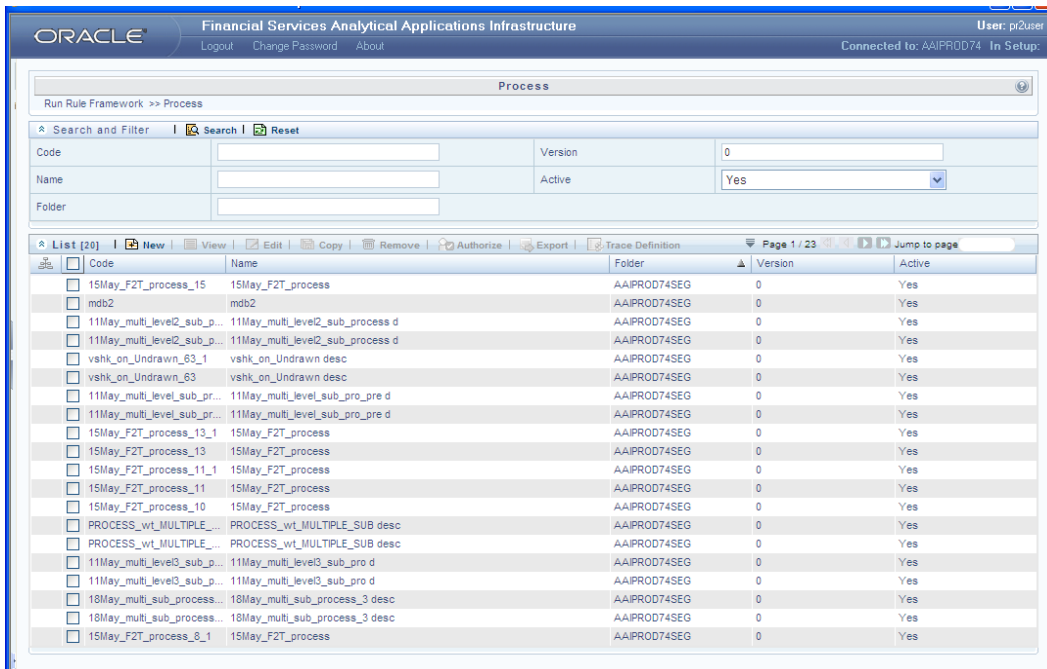 ORACLE
Financial Services Analytical Applications Infrastructure
User: pr2user
Logout Change Password About
Connected to: AAIPROD74 In Setup:
Process
Run Rule Framework >> Process
Search and Filter | Search | Reset
Code Version 0
Name Active Yes
Folder
List [20] | New | View | Edit | Copy | Remove | Authorize | Export | Trace Definition Page 1 / 23 Jump to page
Code Name Folder Version Active
15May_F2T_process_15 15May_F2T_process AAIPROD74SEG 0 Yes
mdb2 mdb2 AAIPROD74SEG 0 Yes
11May_multi_level2_sub_p... 11May_multi_level2_sub_process d AAIPROD74SEG 0 Yes
11May_multi_level2_sub_p... 11May_multi_level2_sub_process d AAIPROD74SEG 0 Yes
vshk_on_Undrawn_63_1 vshk_on_Undrawn desc AAIPROD74SEG 0 Yes
vshk_on_Undrawn_63 vshk_on_Undrawn desc AAIPROD74SEG 0 Yes
11May_multi_level_sub_pr... 11May_multi_level_sub_pro_pre d AAIPROD74SEG 0 Yes
11May_multi_level_sub_pr... 11May_multi_level_sub_pro_pre d AAIPROD74SEG 0 Yes
15May_F2T_process_13_1 15May_F2T_process AAIPROD74SEG 0 Yes
15May_F2T_process_13 15May_F2T_process AAIPROD74SEG 0 Yes
15May_F2T_process_11_1 15May_F2T_process AAIPROD74SEG 0 Yes
15May_F2T_process_11 15May_F2T_process AAIPROD74SEG 0 Yes
15May_F2T_process_10 15May_F2T_process AAIPROD74SEG 0 Yes
PROCESS_wt_MULTIPLE_... PROCESS_wt_MULTIPLE_SUB desc AAIPROD74SEG 0 Yes
PROCESS_wt_MULTIPLE_... PROCESS_wt_MULTIPLE_SUB desc AAIPROD74SEG 0 Yes
11May_multi_level3_sub_p... 11May_multi_level3_sub_pro d AAIPROD74SEG 0 Yes
11May_multi_level3_sub_p... 11May_multi_level3_sub_pro d AAIPROD74SEG 0 Yes
18May_multi_sub_process... 18May_multi_sub_process_3 desc AAIPROD74SEG 0 Yes
18May_multi_sub_process... 18May_multi_sub_process_3 desc AAIPROD74SEG 0 Yes
15May_F2T_process_8_1 15May_F2T_process AAIPROD74SEG 0 Yes